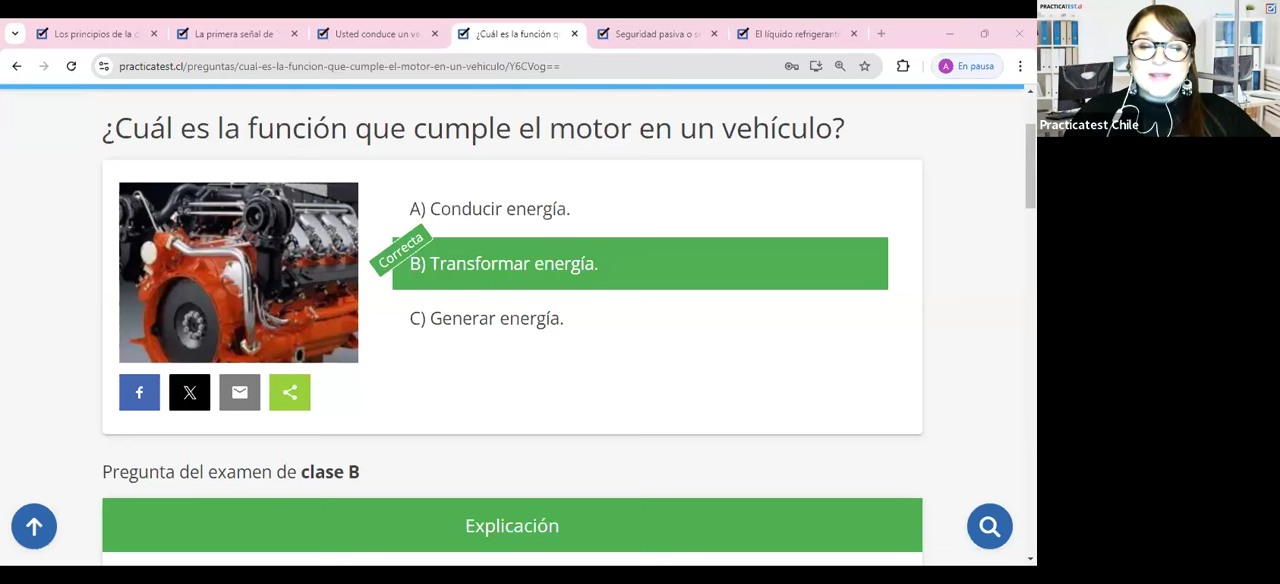 Los principios de la c
La primera señal de
Usted conduce un ve
¿Cuál es la función q
Seguridad pasiva o s
El líquido refrigerant
practicatest.cl/preguntas/cual-es-la-funcion-que-cumple-el-motor-en-un-vehiculo/Y6CVog==
A
En pausa
PRACTICATEST.cl
Practicatest Chile
¿Cuál es la función que cumple el motor en un vehículo?
A) Conducir energía.
Correcta
B) Transformar energía.
C) Generar energía.
Pregunta del examen de clase B
Explicación